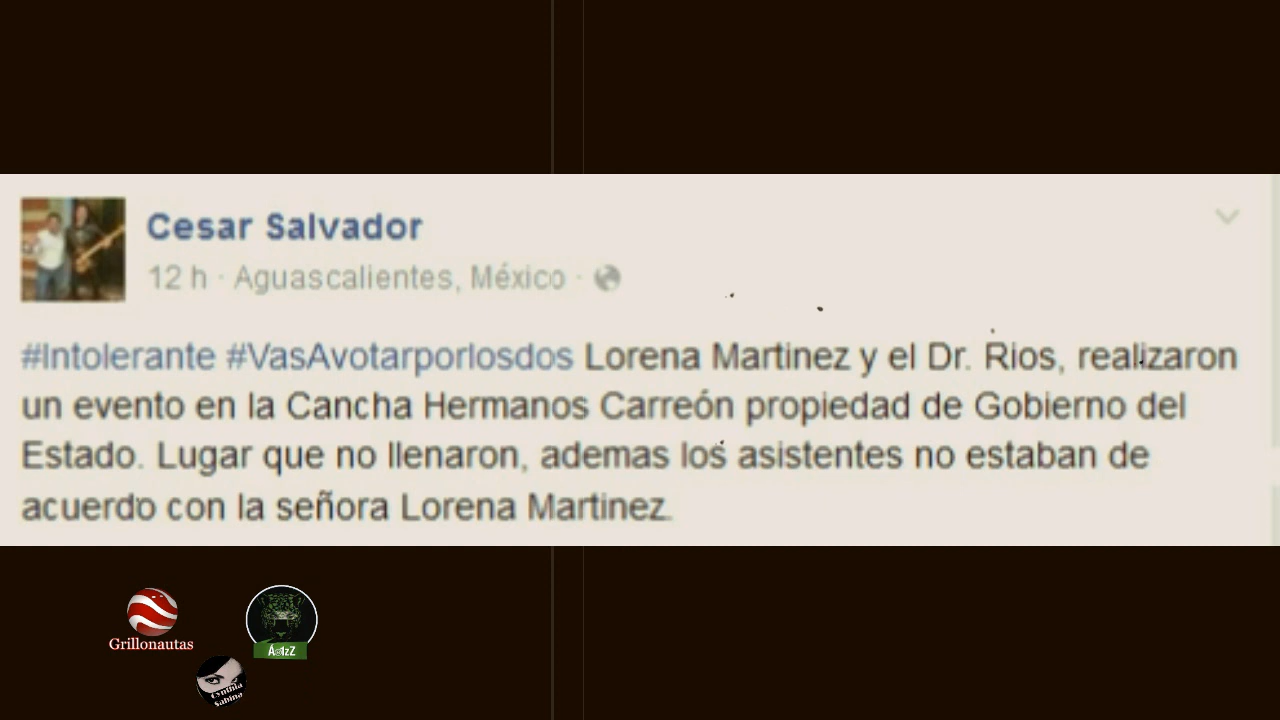 Cesar Salvador
12 h · Aguascalientes, México ·
#Intolerante #VasAvotarporlosdos Lorena Martinez y el Dr. Rios, realizaron
un evento en la Cancha Hermanos Carreón propiedad de Gobierno del
Estado. Lugar que no llenaron, ademas los asistentes no estaban de
acuerdo con la señora Lorena Martinez.
Grillonautas
Cynthia
sabina